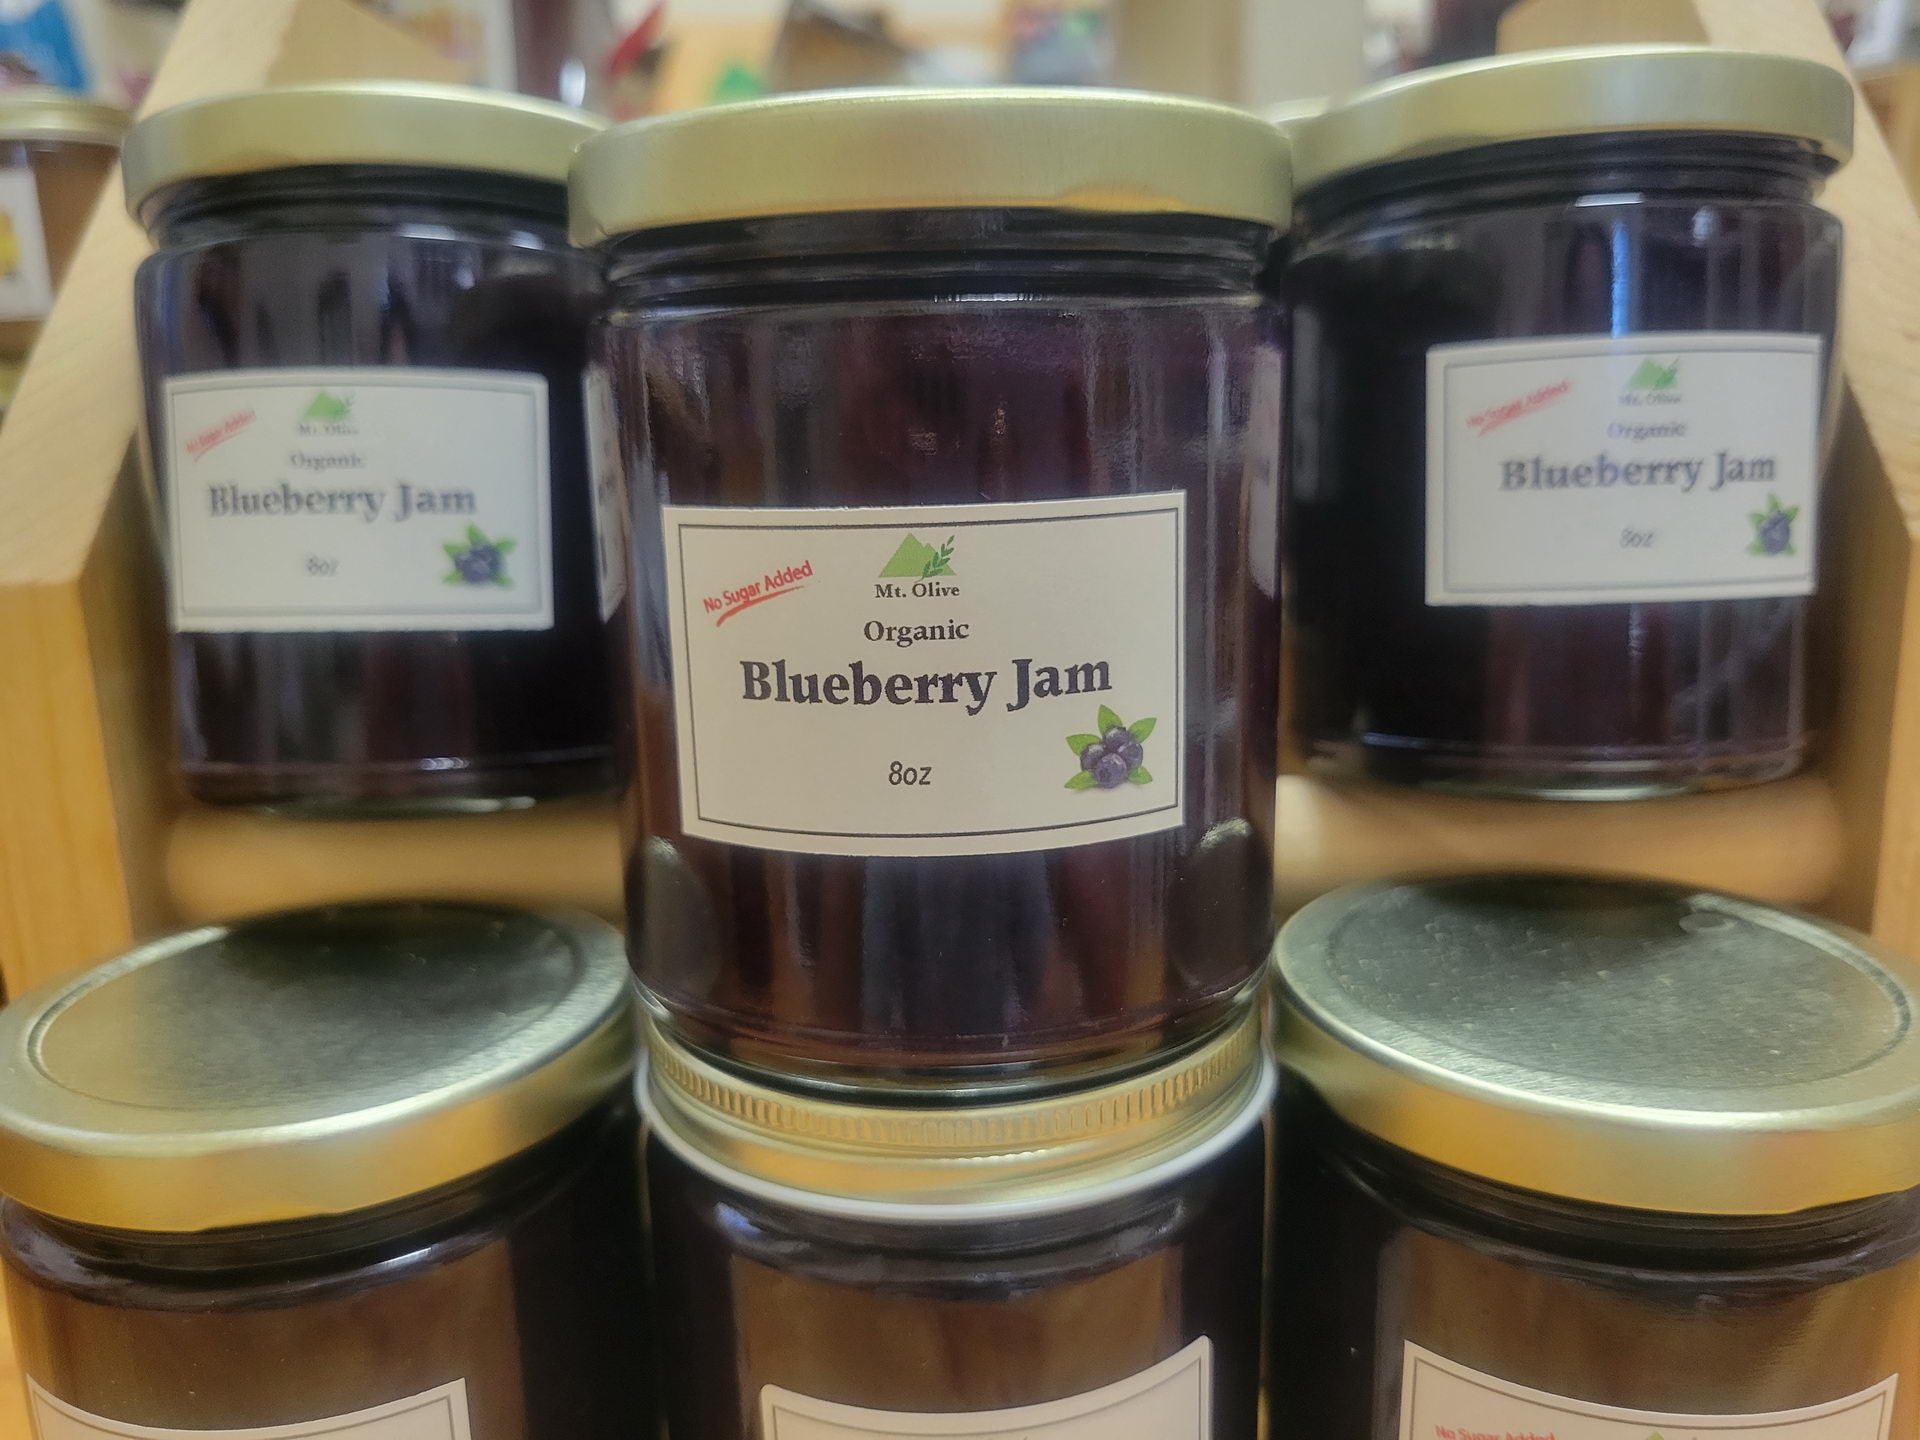 No Sugar Added
Mt. Olive
Organic
Blueberry Jam
8oz
No Sugar Added
Mt. Olive
Organic
Blueberry Jam
8oz
No Sugar Added
Mt. Olive
Organic
Blueberry Jam
8oz
No Sugar Added